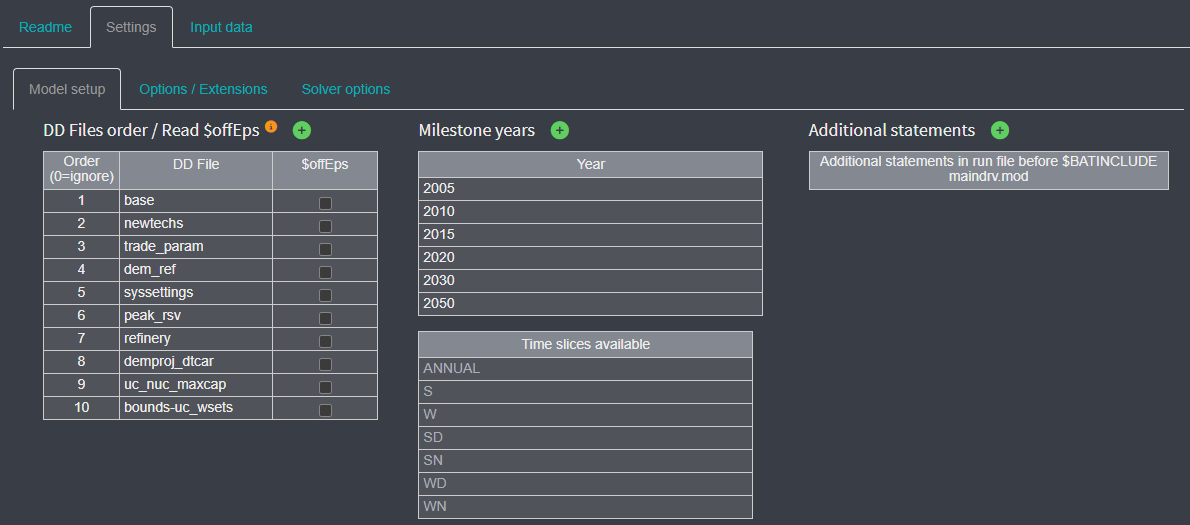 Readme Settings Input data
Model setup Options / Extensions Solver options
DD Files order / Read $offEps i +
Order (0=ignore) DD File $offEps
1 base
2 newtechs
3 trade_param
4 dem_ref
5 syssettings
6 peak_rsv
7 refinery
8 demproj_dtcar
9 uc_nuc_maxcap
10 bounds-uc_wsets
Milestone years +
Year
2005
2010
2015
2020
2030
2050
Time slices available
ANNUAL
S
W
SD
SN
WD
WN
Additional statements +
Additional statements in run file before $BATINCLUDE
maindrv.mod